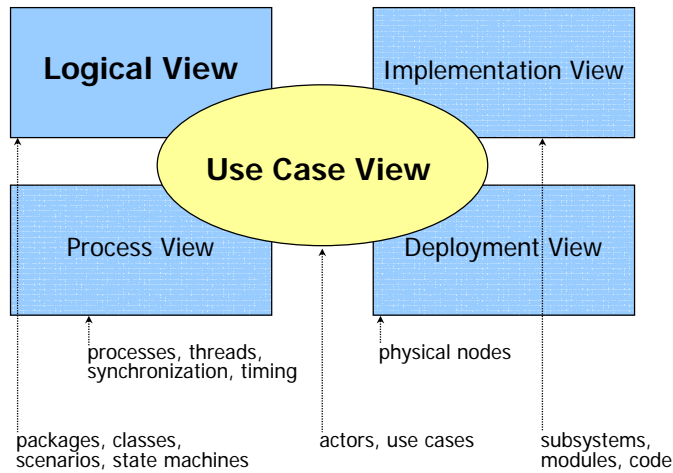 Logical View
Implementation View
Use Case View
Process View
Deployment View
processes, threads,
synchronization, timing
physical nodes
packages, classes,
scenarios, state machines
actors, use cases
subsystems,
modules, code